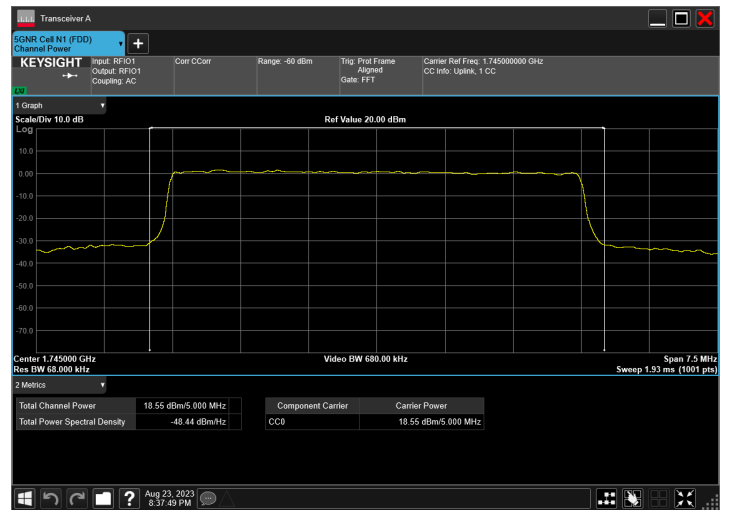 Transceiver A
5GNR Cell N1 (FDD)
Channel Power
KEYSIGHT
Input: RFIO1
Output: RFIO1
Coupling: AC
Corr CCorr
Range: -60 dBm
Trig: Prot Frame
Aligned
Gate: FFT
Carrier Ref Freq: 1.745000000 GHz
CC Info: Uplink, 1 CC
1 Graph
Scale/Div 10.0 dB
Ref Value 20.00 dBm
Log
10.0
0.00
-10.0
-20.0
-30.0
-40.0
-50.0
-60.0
-70.0
Center 1.745000 GHz
Video BW 680.00 kHz
Span 7.5 MHz
Res BW 68.000 kHz
Sweep 1.93 ms (1001 pts)
2 Metrics
Total Channel Power 18.55 dBm/5.000 MHz
Total Power Spectral Density -48.44 dBm/Hz
Component Carrier Carrier Power
CC0 18.55 dBm/5.000 MHz
Aug 23, 2023
8:37:49 PM